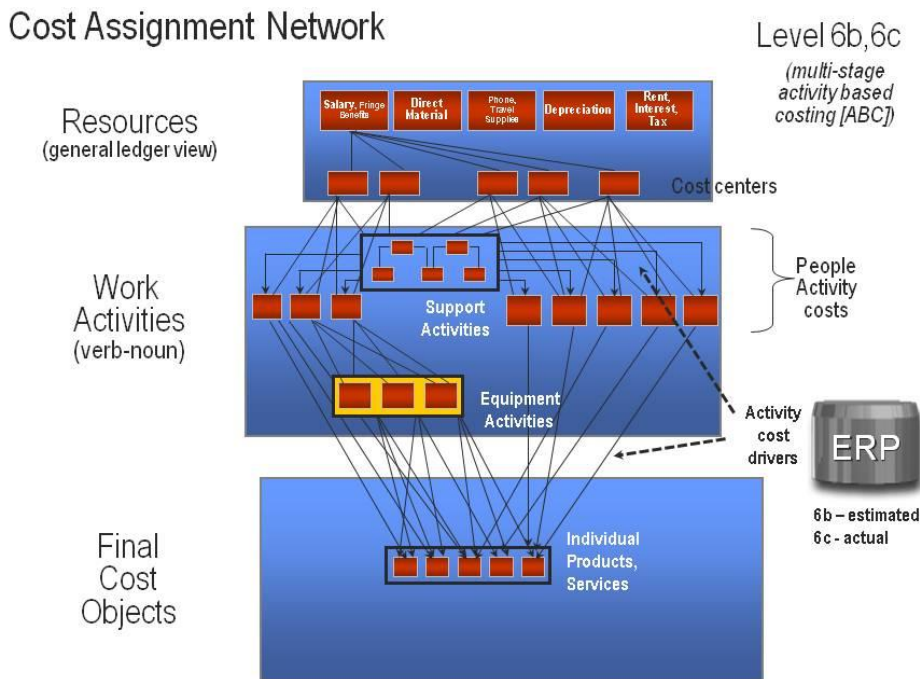 Cost Assignment Network
Level 6b,6c
(multi-stage
activity based
costing [ABC])
Resources
(general ledger view)
Salary, Fringe
Benefits
Direct
Material
Phone,
Travel
Supplies
Depreciation
Rent,
Interest,
Tax
Cost centers
Work
Activities
(verb-noun)
Support
Activities
People
Activity
costs
Equipment
Activities
Activity
cost
drivers
ERP
6b – estimated
6c - actual
Final
Cost
Objects
Individual
Products,
Services